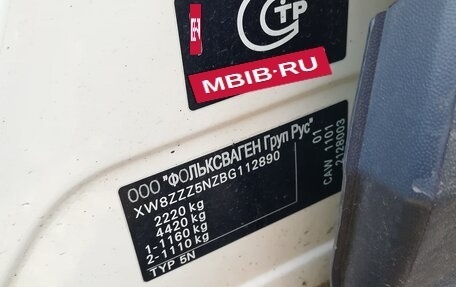 ТР
MBIB-RU
ООО "ФОЛЬКСВАГЕН Груп Рус"
XW8ZZZ5NZBG112890
2220 kg
4420 kg
1-1160 kg
2-1110 kg
TYP 5N
01
CAW 1101
2128003